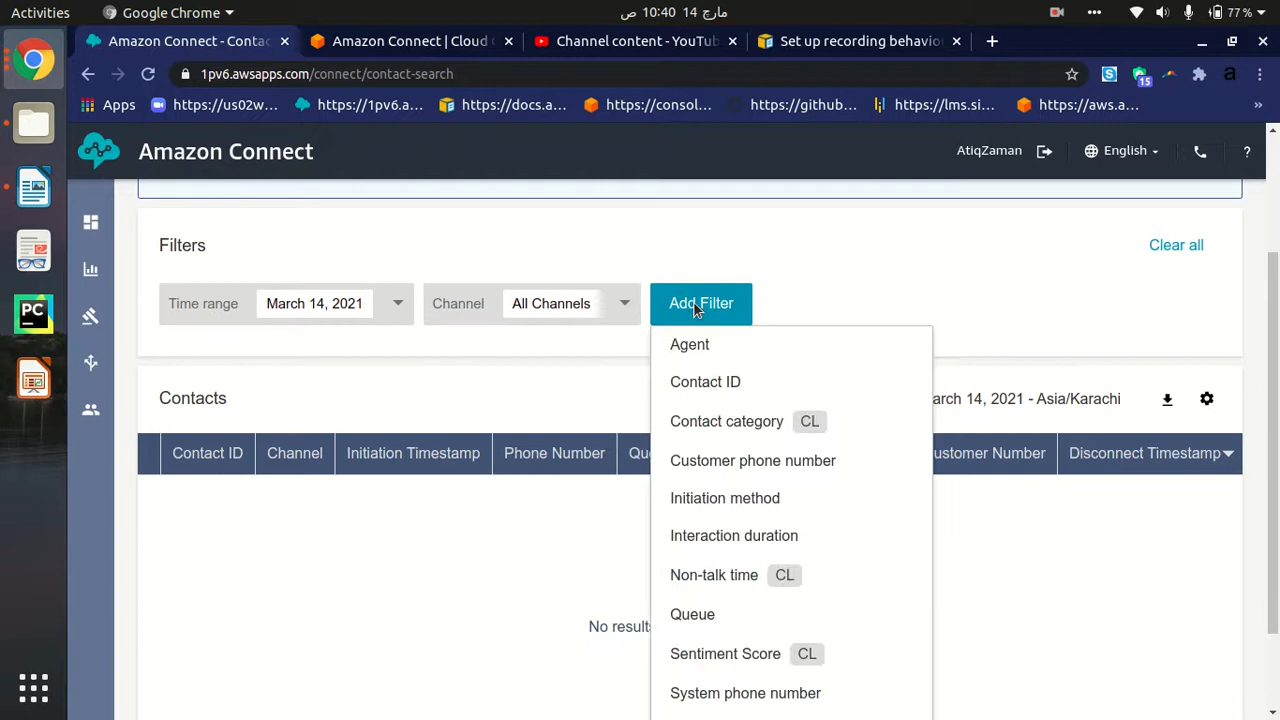 Activities
Google Chrome
مارچ 14 10:40 ص
77 %
Amazon Connect - Contac
Amazon Connect | Cloud C
Channel content - YouTub
Set up recording behavio
1pv6.awsapps.com/connect/contact-search
15
a
Apps
https://us02w...
https://1pv6.a...
https://docs.a...
https://consol...
https://github...
https://lms.si...
https://aws.a...
»
Amazon Connect
AtiqZaman
English
?
Filters
Clear all
Time range
March 14, 2021
Channel
All Channels
Add Filter
Agent
Contact ID
Contact category CL
Customer phone number
Initiation method
Interaction duration
Non-talk time CL
Queue
Sentiment Score CL
System phone number
Contacts
arch 14, 2021 - Asia/Karachi
Contact ID
Channel
Initiation Timestamp
Phone Number
Que
ustomer Number
Disconnect Timestamp
No results
PC